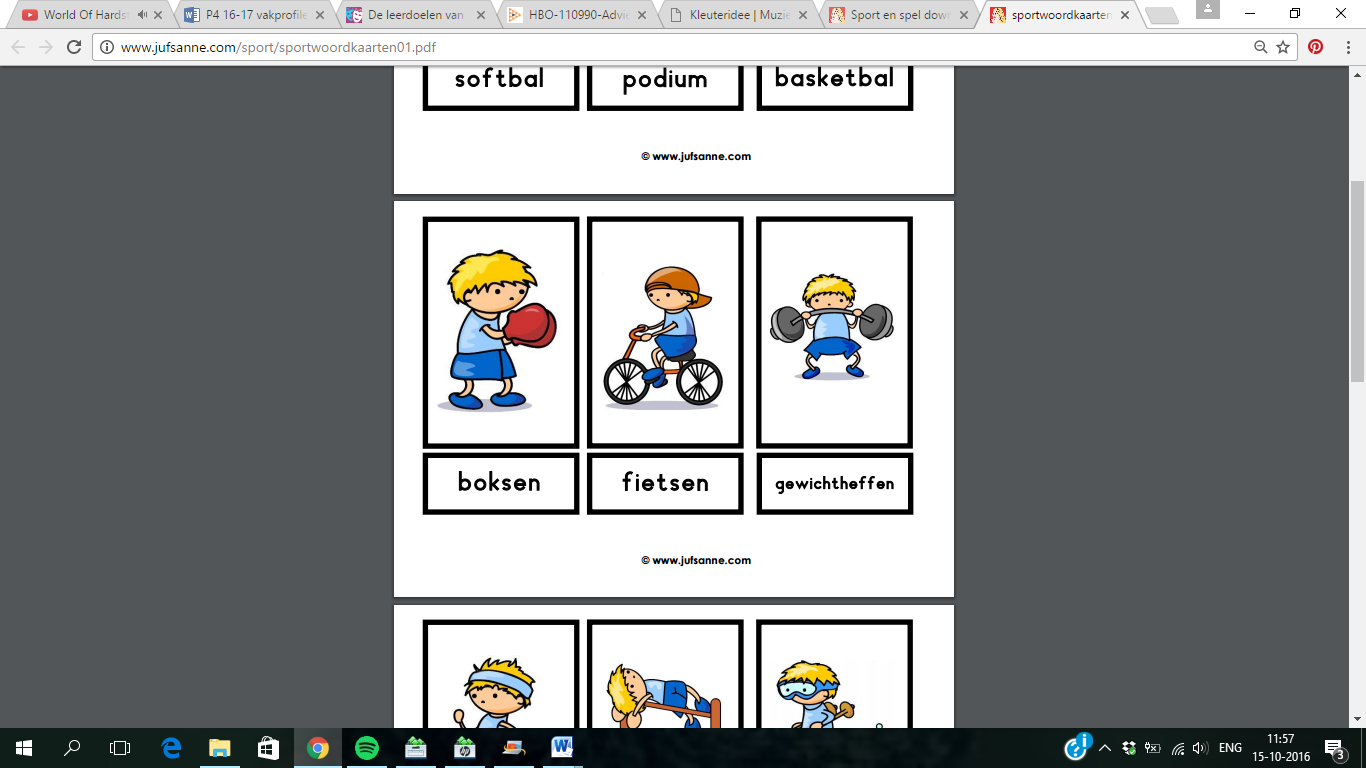 World Of Hards
P4 16-17 vakprofile
De leerdoelen van
HBO-110990-Advie
Kleuteridee | Muzie
Sport en spel down
sportwoordkaarten
www.jufsanne.com/sport/sportwoordkaarten01.pdf
softbal podium basketbal
© www.jufsanne.com
boksen fietsen gewichtheffen
© www.jufsanne.com
ENG
11:57
15-10-2016
3